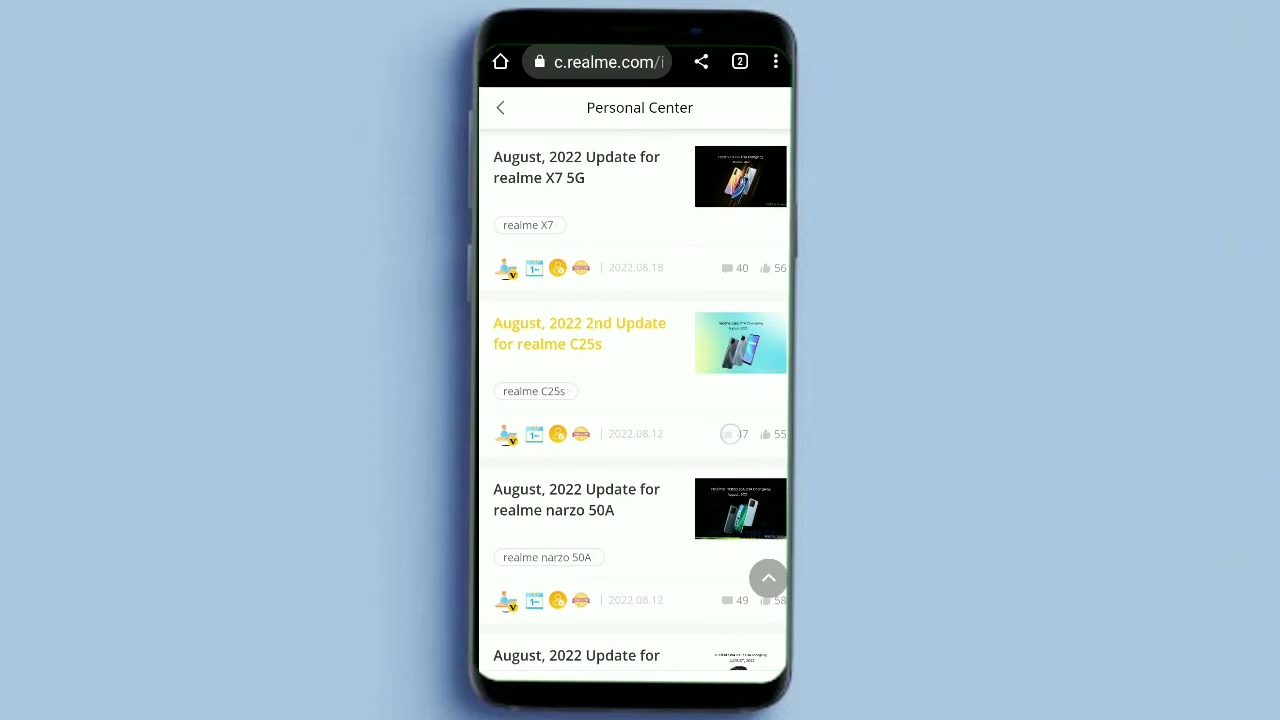 c.realme.com/i
2
Personal Center
August, 2022 Update for
realme X7 5G
realme X7
2022.08.18
40
56
August, 2022 2nd Update
for realme C25s
realme C25s
2022.08.12
47
55
August, 2022 Update for
realme narzo 50A
realme narzo 50A
2022.08.12
49
58
August, 2022 Update for